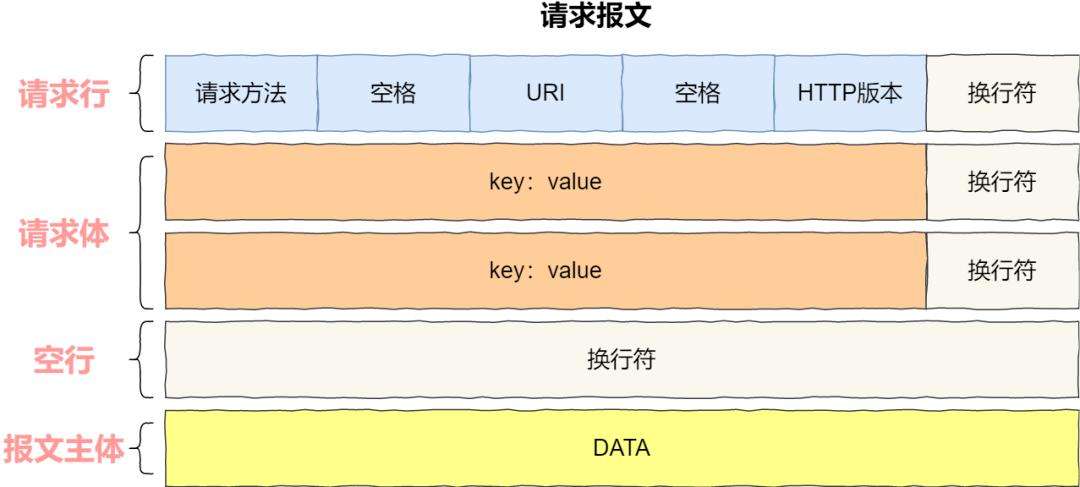 请求报文
请求行 请求方法 空格 URI 空格 HTTP版本 换行符
key：value 换行符
请求体
key：value 换行符
空行 换行符
报文主体 DATA